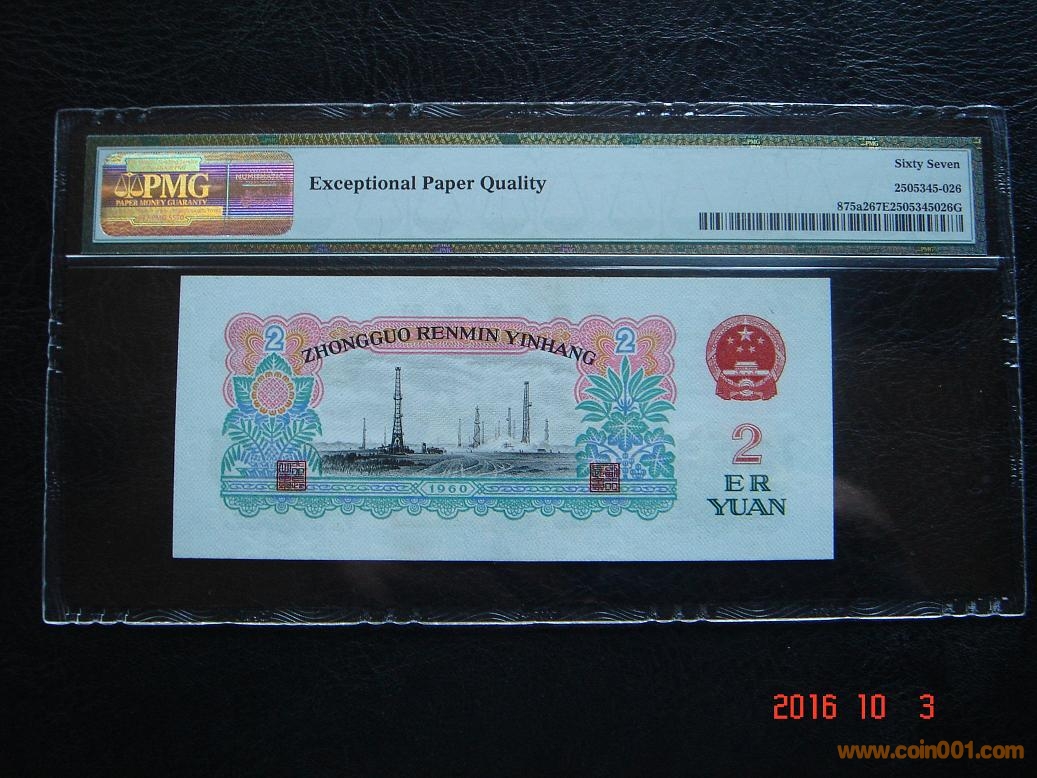 PMG
PAPER MONEY GUARANTY
NUMISMATIC
Exceptional Paper Quality
Sixty Seven
2505345-026
875a267E2505345026G
2
2
ZHONGGUO RENMIN YINHANG
1960
2
ER
YUAN
2016 10 3
www.coin001.com